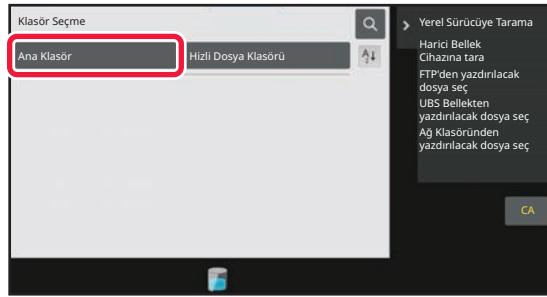 Klasör Seçme
Ana Klasör
Hizli Dosya Klasörü
Yerel Sürücüye Tarama
Harici Bellek
Cihazına tara
FTP'den yazdırılacak
dosya seç
UBS Bellekten
yazdırılacak dosya seç
Ağ Klasöründen
yazdırılacak dosya seç
CA